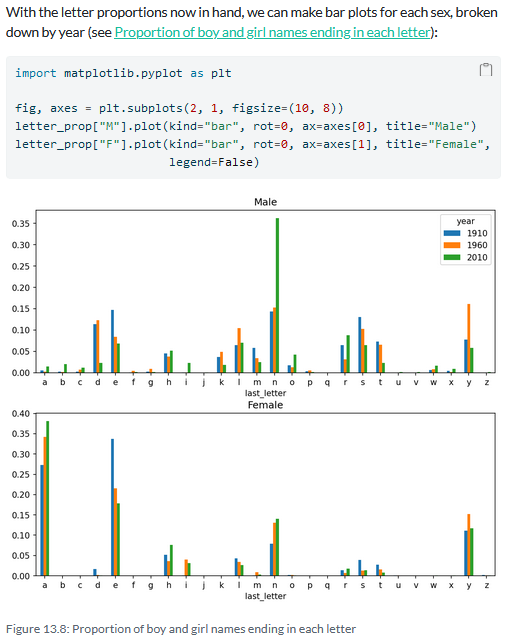 With the letter proportions now in hand, we can make bar plots for each sex, broken
down by year (see Proportion of boy and girl names ending in each letter):
import matplotlib.pyplot as plt
fig, axes = plt.subplots(2, 1, figsize=(10, 8))
letter_prop["M"].plot(kind="bar", rot=0, ax=axes[0], title="Male")
letter_prop["F"].plot(kind="bar", rot=0, ax=axes[1], title="Female",
legend=False)
Male
year
1910
1960
2010
0.35
0.30
0.25
0.20
0.15
0.10
0.05
0.00
a b c d e f g h i j k l m n o p q r s t u v w x y z
last_letter
Female
0.40
0.35
0.30
0.25
0.20
0.15
0.10
0.05
0.00
a b c d e f g h i j k l m n o p q r s t u v w x y z
last_letter
Figure 13.8: Proportion of boy and girl names ending in each letter